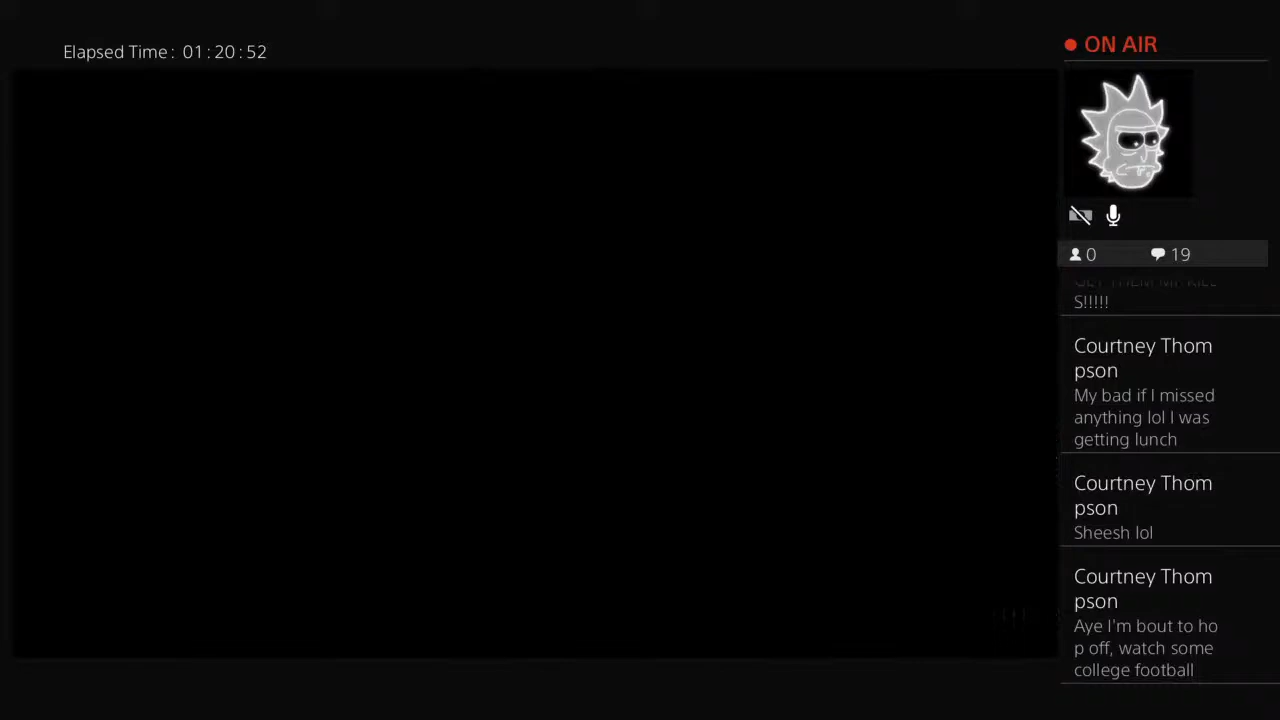 Elapsed Time: 01:20:52
ON AIR
0
19
S!!!!!
Courtney Thom
pson
My bad if I missed
anything lol I was
getting lunch
Courtney Thom
pson
Sheesh lol
Courtney Thom
pson
Aye I'm bout to ho
p off, watch some
college football